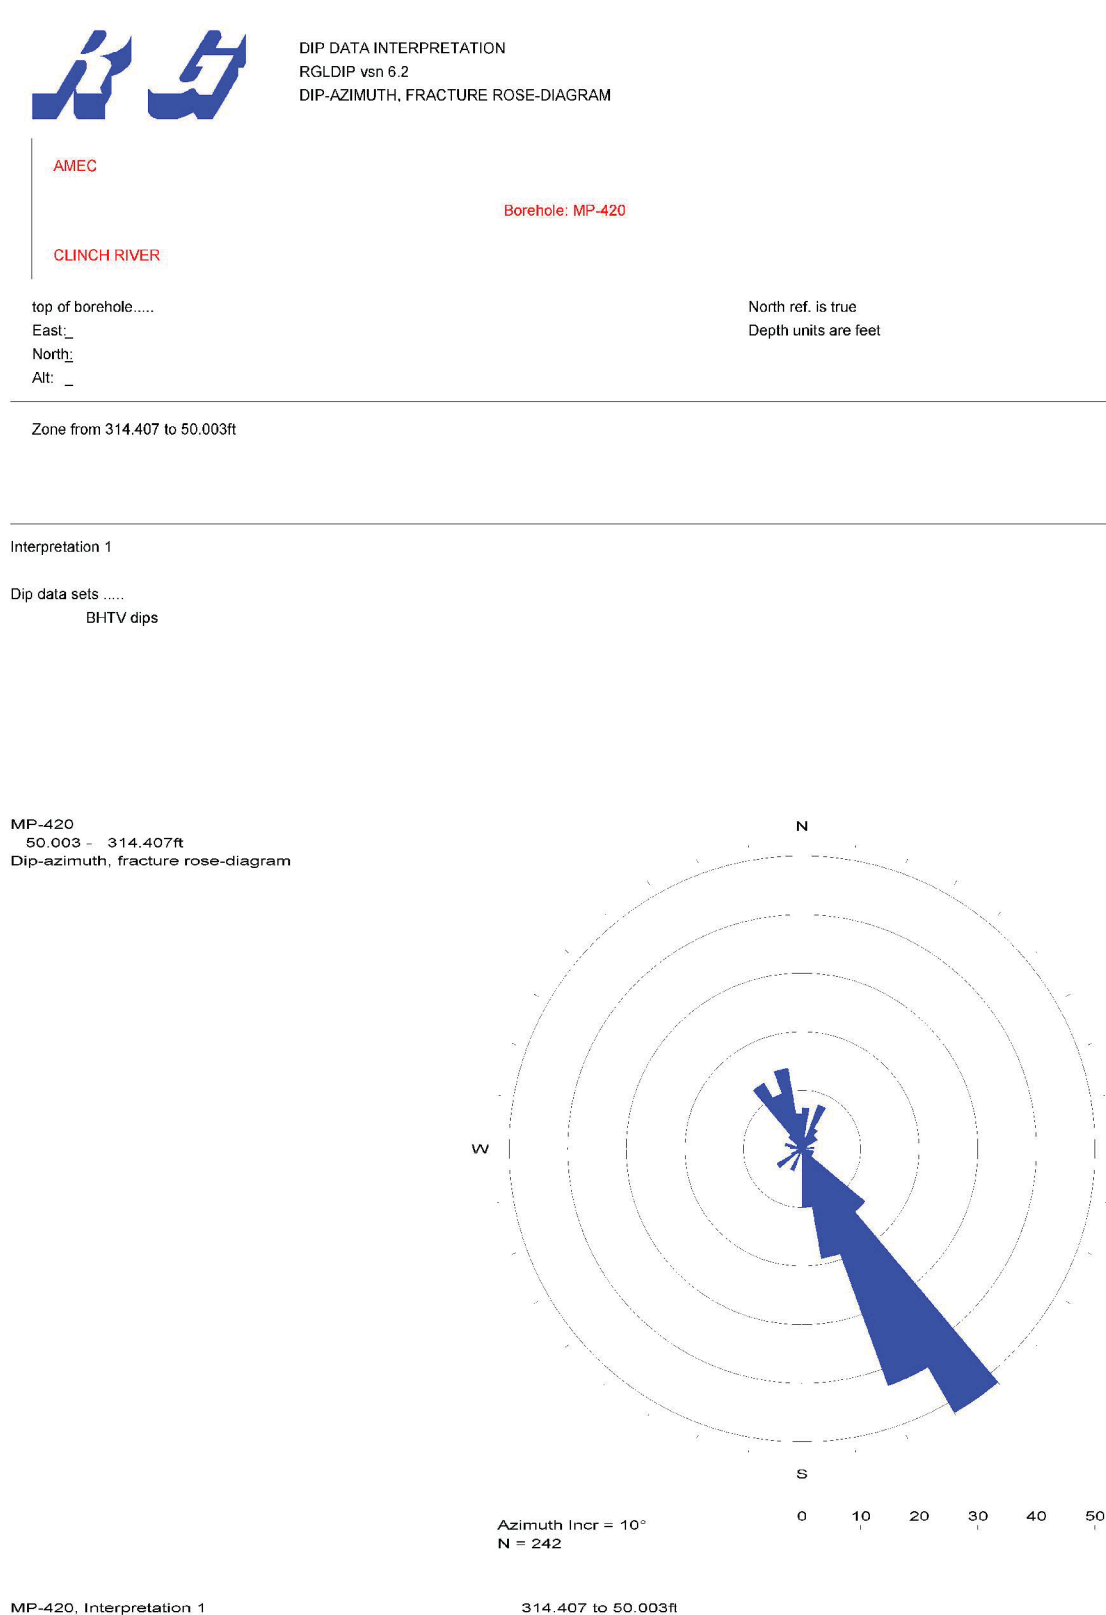 RG
DIP DATA INTERPRETATION
RGLDIP vsn 6.2
DIP-AZIMUTH, FRACTURE ROSE-DIAGRAM
AMEC
Borehole: MP-420
CLINCH RIVER
top of borehole.....
North ref. is true
East:_
Depth units are feet
North:
Alt: _
Zone from 314.407 to 50.003ft
Interpretation 1
Dip data sets .....
BHTV dips
MP-420
50.003 - 314.407ft
Dip-azimuth, fracture rose-diagram
N
W
S
0 10 20 30 40 50
Azimuth Incr = 10°
N = 242
MP-420, Interpretation 1 314.407 to 50.003ft